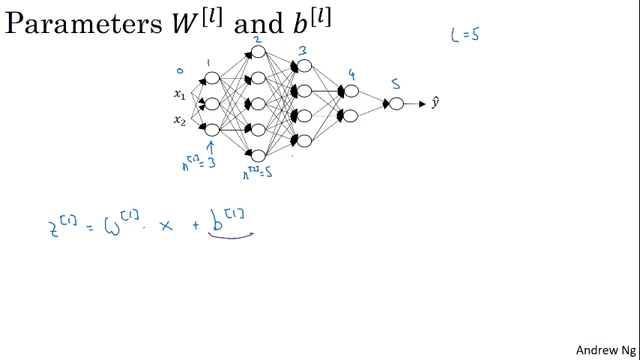 Parameters W^[l] and b^[l]
L=5
0 1 2 3 4 5
x₁
x₂
ŷ
n^[1]=3
n^[2]=5
z^[1] = W^[1] · x + b^[1]
Andrew Ng